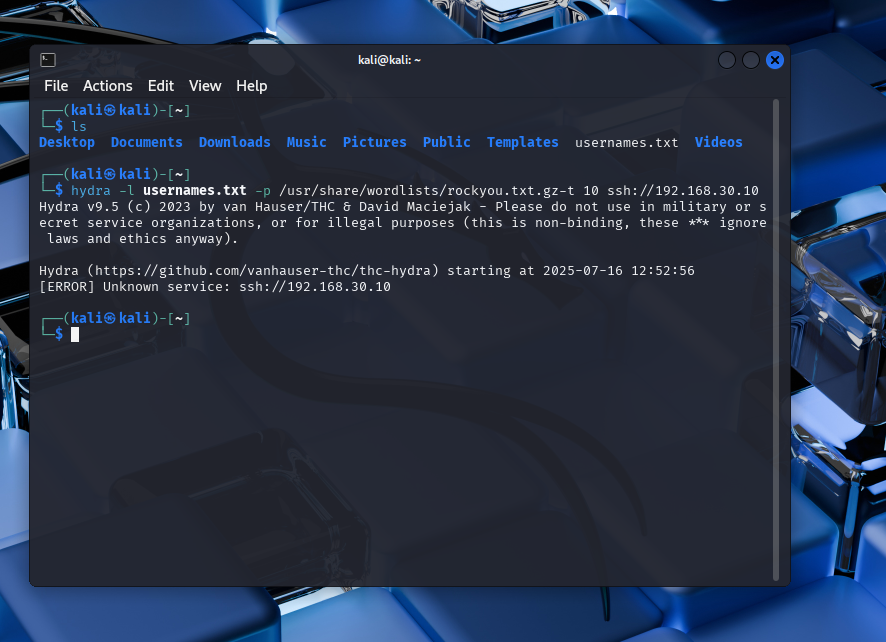 kali@kali: ~
File Actions Edit View Help
┌──(kali㉿kali)-[~]
└─$ ls
Desktop Documents Downloads Music Pictures Public Templates usernames.txt Videos
┌──(kali㉿kali)-[~]
└─$ hydra -l usernames.txt -p /usr/share/wordlists/rockyou.txt.gz-t 10 ssh://192.168.30.10
Hydra v9.5 (c) 2023 by van Hauser/THC & David Maciejak - Please do not use in military or s
ecret service organizations, or for illegal purposes (this is non-binding, these *** ignore
laws and ethics anyway).
Hydra (https://github.com/vanhauser-thc/thc-hydra) starting at 2025-07-16 12:52:56
[ERROR] Unknown service: ssh://192.168.30.10
┌──(kali㉿kali)-[~]
└─$